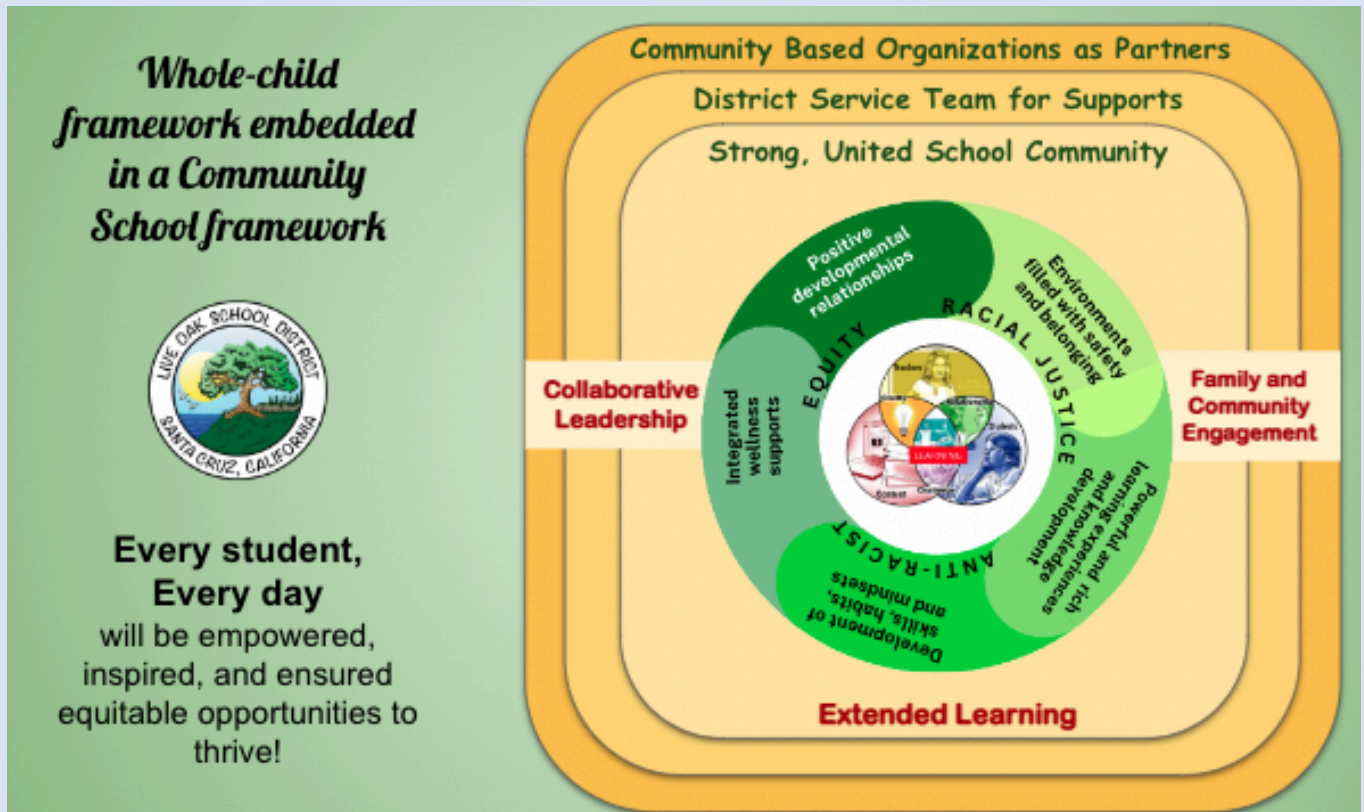 Whole-child
framework embedded
in a Community
School framework
LIVE OAK SCHOOL DISTRICT
SANTA CRUZ, CALIFORNIA
Every student,
Every day
will be empowered,
inspired, and ensured
equitable opportunities to
thrive!
Community Based Organizations as Partners
District Service Team for Supports
Strong, United School Community
Positive
developmental
relationships
Environments
filled with safety
and belonging
Powerful and rich
learning experiences
and knowledge
development
Development of
skills, habits,
and mindsets
Integrated
wellness
supports
EQUITY
RACIAL JUSTICE
ANTI-RACIST
LEARNING
Students
Content
Collaborative
Leadership
Family and
Community
Engagement
Extended Learning